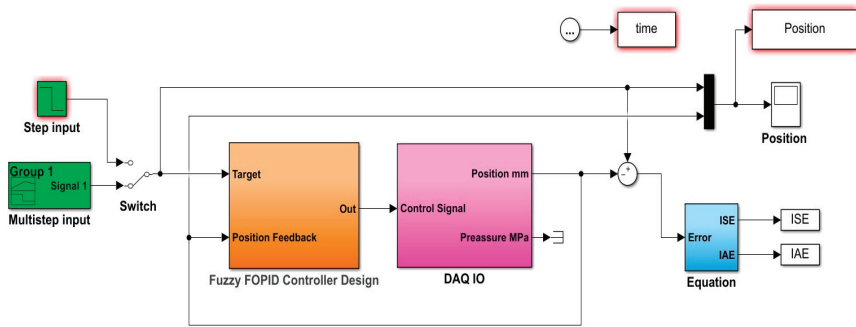 time
Position
...
Step input
Position
Group 1
Signal 1
Multistep input
Switch
Target
Position Feedback
Out
Fuzzy FOPID Controller Design
Position mm
Control Signal
Preassure MPa
DAQ IO
- +
Error
ISE
IAE
Equation
ISE
IAE